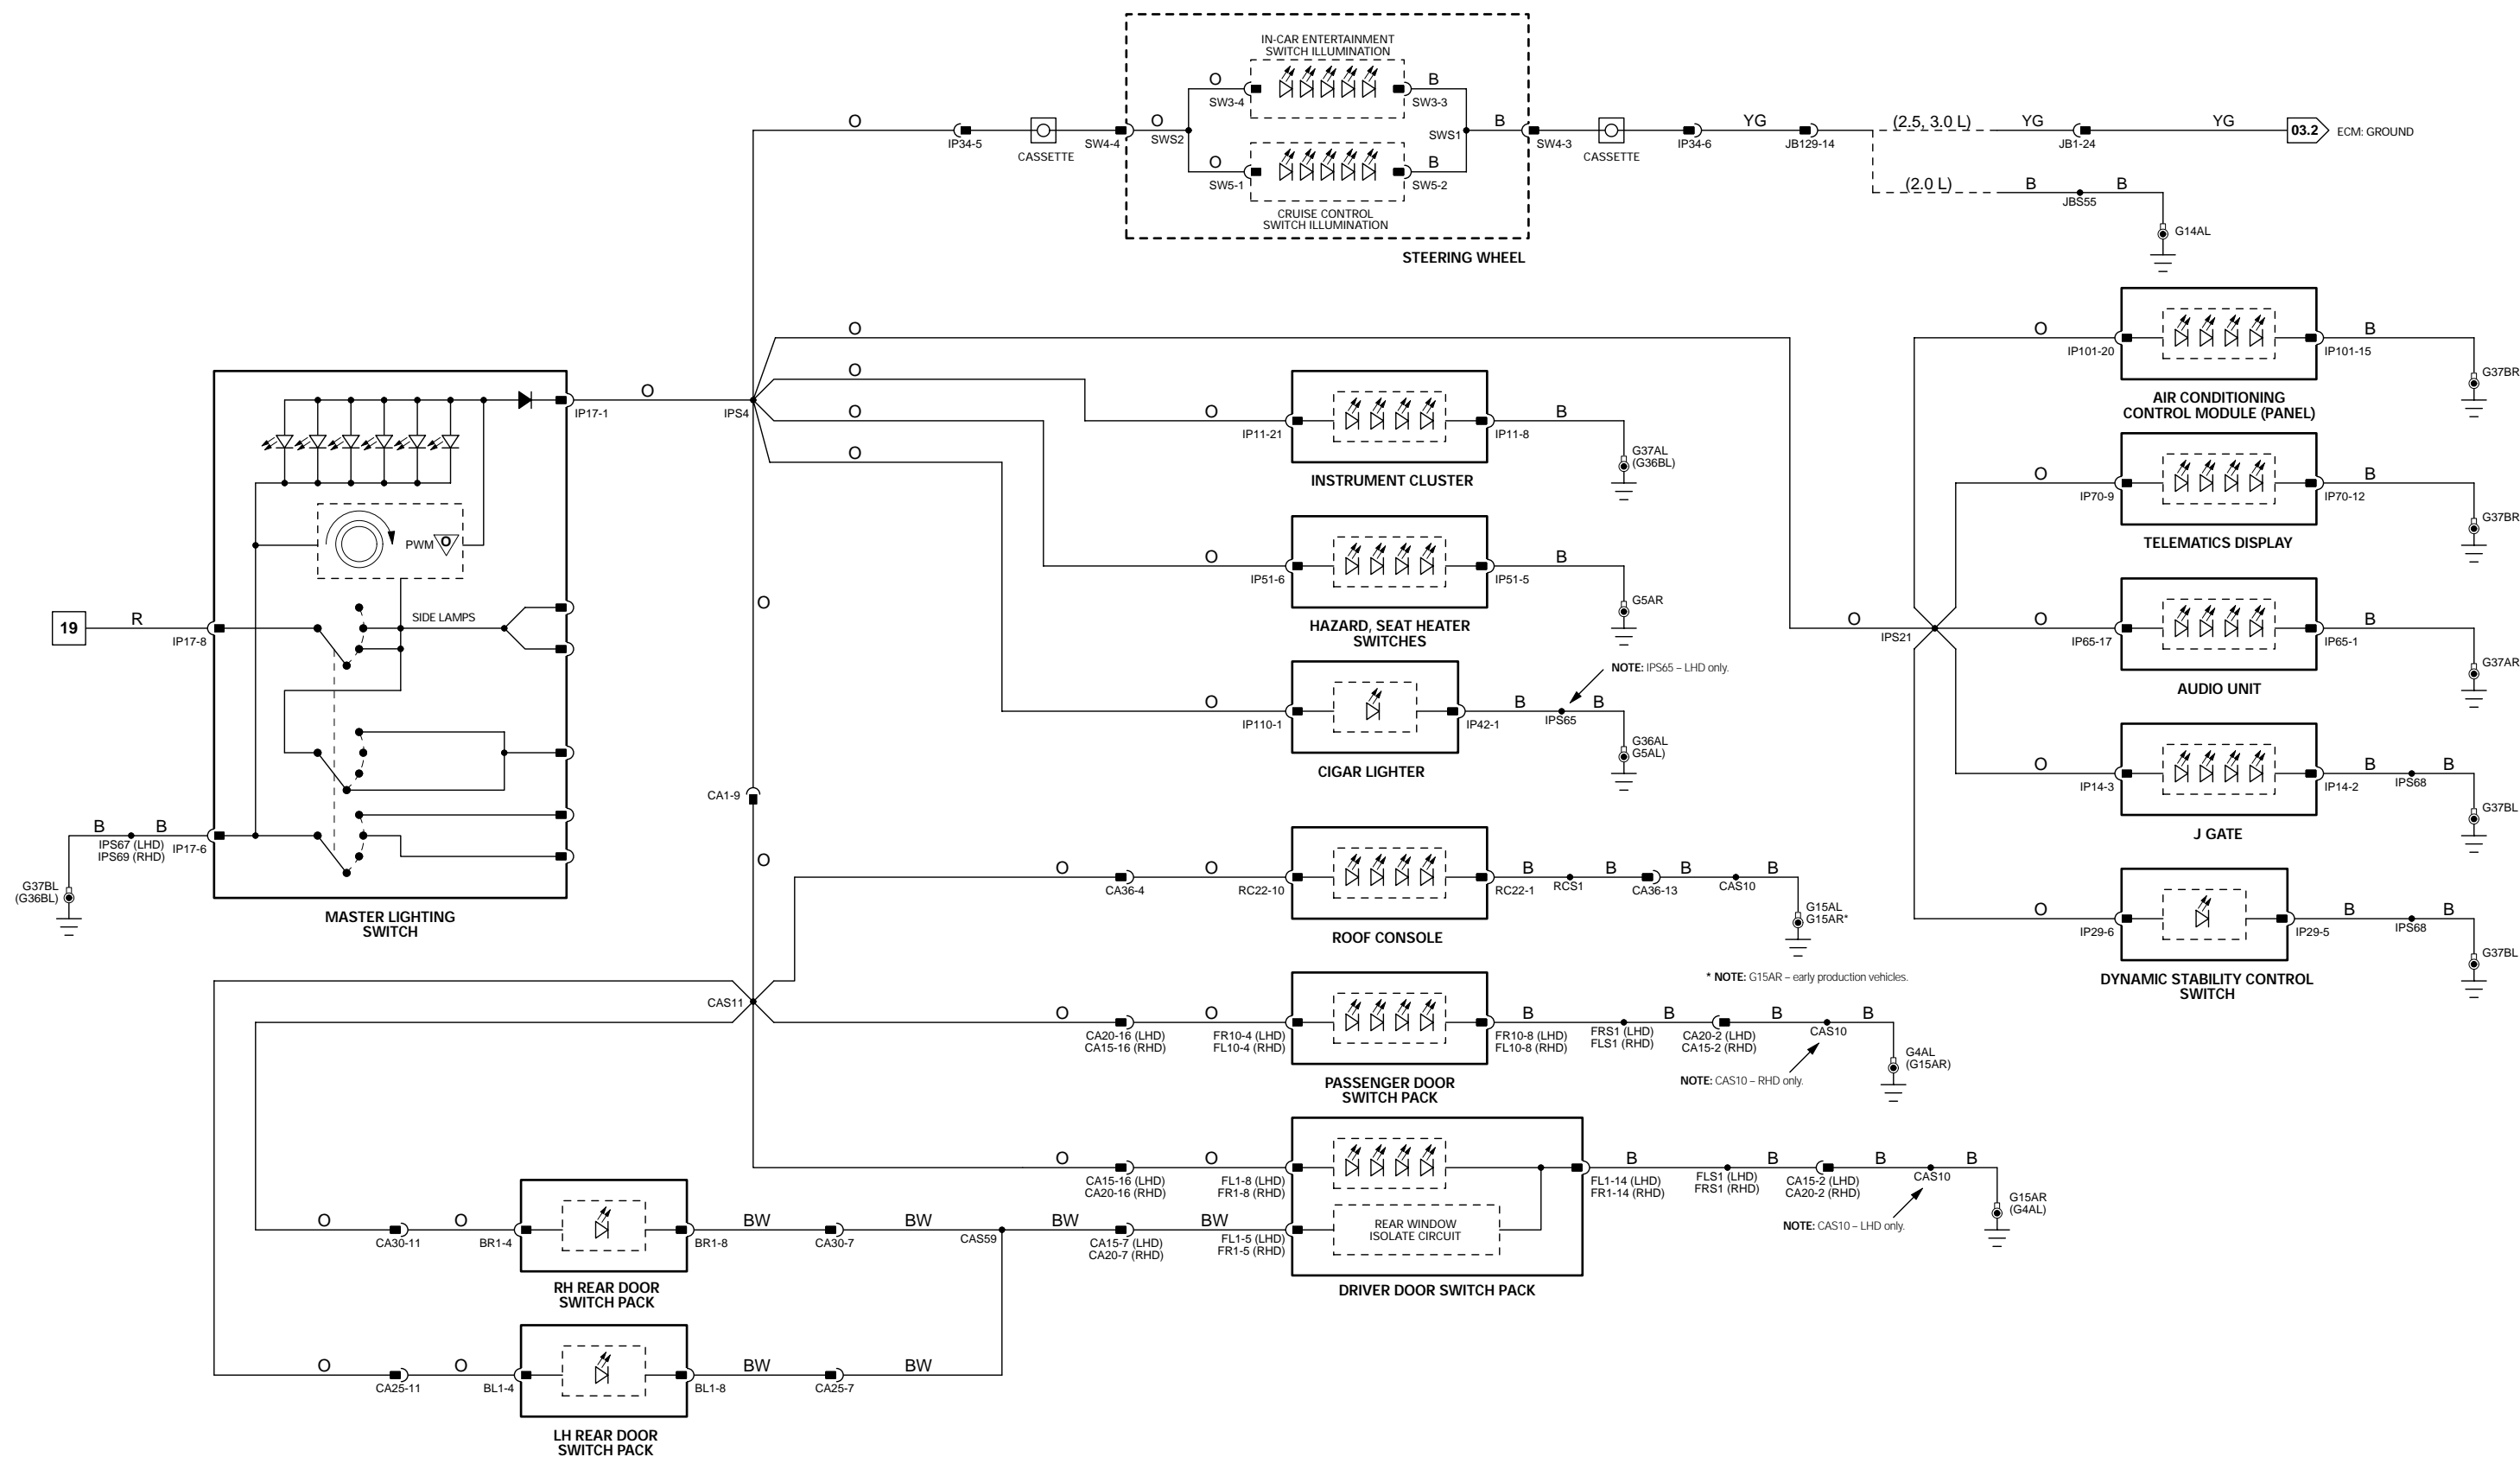 IN-CAR ENTERTAINMENT
SWITCH ILLUMINATION
O
B
SW3-4
SW3-3
O
IP34-5
CASSETTE
SW4-4
O
SWS2
SWS1
B
SW4-3
CASSETTE
IP34-6
YG
JB129-14
(2.5, 3.0 L)
YG
JB1-24
YG
03.2
ECM: GROUND
O
B
SW5-1
SW5-2
CRUISE CONTROL
SWITCH ILLUMINATION
STEERING WHEEL
(2.0 L)
B
JBS55
B
G14AL
O
O
O
O
O
IP17-1
IPS4
O
IP11-21
IP11-8
B
G37AL
(G36BL)
INSTRUMENT CLUSTER
O
IP51-6
IP51-5
B
G5AR
HAZARD, SEAT HEATER
SWITCHES
NOTE: IPS65 – LHD only.
O
IP110-1
IP42-1
B
IPS65
B
G36AL
G5AL)
CIGAR LIGHTER
PWM
O
SIDE LAMPS
19
R
IP17-8
B
B
IPS67 (LHD)
IPS69 (RHD)
IP17-6
G37BL
(G36BL)
MASTER LIGHTING
SWITCH
O
CA1-9
O
O
IPS21
O
IP101-20
IP101-15
B
G37BR
AIR CONDITIONING
CONTROL MODULE (PANEL)
O
IP70-9
IP70-12
B
G37BR
TELEMATICS DISPLAY
O
IP65-17
IP65-1
B
G37AR
AUDIO UNIT
O
IP14-3
IP14-2
B
IPS68
B
G37BL
J GATE
O
IP29-6
IP29-5
B
IPS68
B
G37BL
DYNAMIC STABILITY CONTROL
SWITCH
O
CA36-4
O
RC22-10
RC22-1
B
RCS1
B
CA36-13
B
CAS10
B
G15AL
G15AR*
ROOF CONSOLE
* NOTE: G15AR – early production vehicles.
CAS11
O
CA20-16 (LHD)
CA15-16 (RHD)
O
FR10-4 (LHD)
FL10-4 (RHD)
B
FR10-8 (LHD)
FL10-8 (RHD)
FRS1 (LHD)
FLS1 (RHD)
B
CA20-2 (LHD)
CA15-2 (RHD)
B
CAS10
B
G4AL
(G15AR)
NOTE: CAS10 – RHD only.
PASSENGER DOOR
SWITCH PACK
O
CA15-16 (LHD)
CA20-16 (RHD)
O
FL1-8 (LHD)
FR1-8 (RHD)
B
FL1-14 (LHD)
FR1-14 (RHD)
FLS1 (LHD)
FRS1 (RHD)
B
CA15-2 (LHD)
CA20-2 (RHD)
B
CAS10
B
G15AR
(G4AL)
NOTE: CAS10 – LHD only.
REAR WINDOW
ISOLATE CIRCUIT
DRIVER DOOR SWITCH PACK
O
CA30-11
O
BR1-4
BR1-8
BW
CA30-7
BW
CAS59
BW
CA15-7 (LHD)
CA20-7 (RHD)
BW
FL1-5 (LHD)
FR1-5 (RHD)
RH REAR DOOR
SWITCH PACK
O
CA25-11
O
BL1-4
BL1-8
BW
CA25-7
BW
LH REAR DOOR
SWITCH PACK